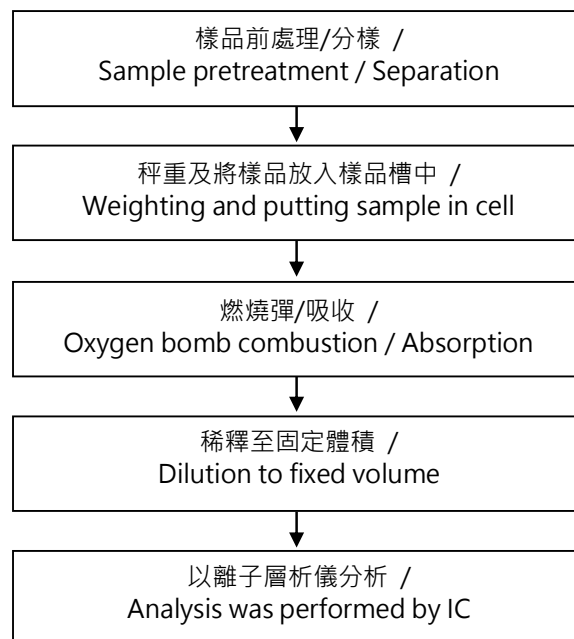 樣品前處理/分樣 /
Sample pretreatment / Separation
秤重及將樣品放入樣品槽中 /
Weighting and putting sample in cell
燃燒彈/吸收 /
Oxygen bomb combustion / Absorption
稀釋至固定體積 /
Dilution to fixed volume
以離子層析儀分析 /
Analysis was performed by IC